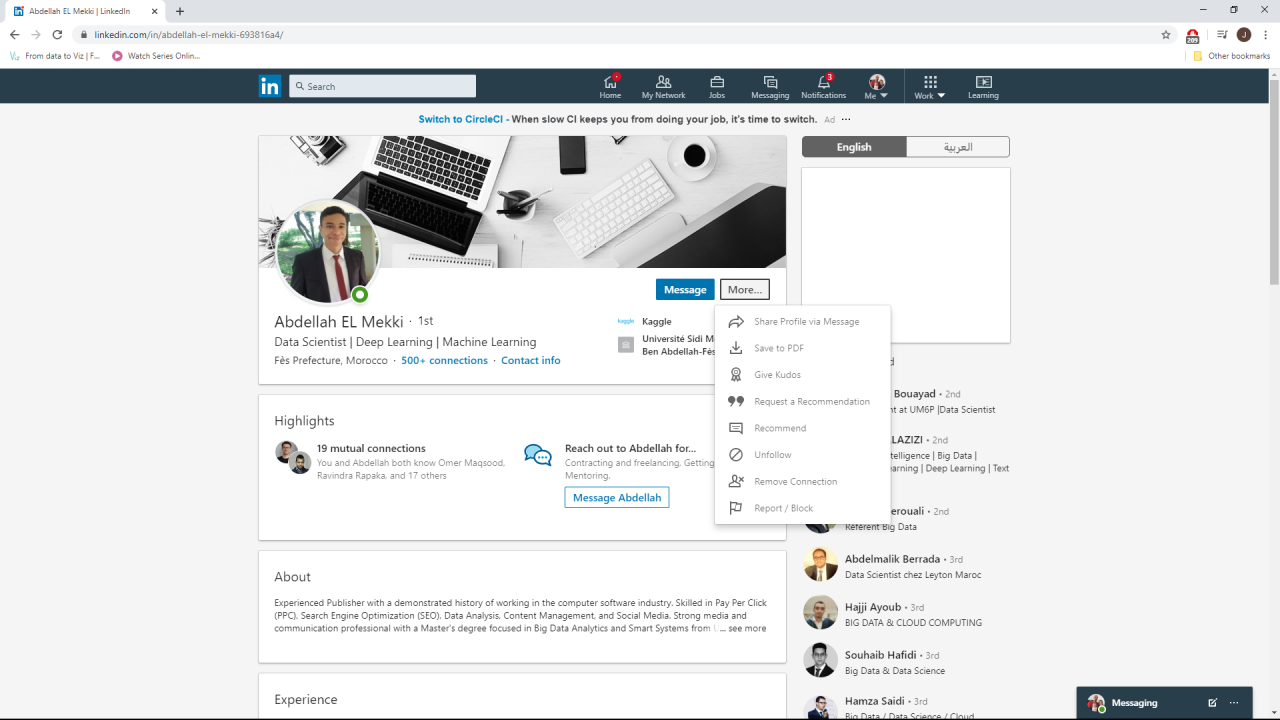 Abdellah EL Mekki | LinkedIn
linkedin.com/in/abdellah-el-mekki-693816a4/
209
J
From data to Viz | F...
Watch Series Onlin...
Other bookmarks
in
Search
Home
My Network
Jobs
Messaging
3
Notifications
Me
Work
Learning
Switch to CircleCI - When slow CI keeps you from doing your job, it's time to switch. Ad ···
English
العربية
Message
More...
Abdellah EL Mekki · 1st
Data Scientist | Deep Learning | Machine Learning
Fès Prefecture, Morocco · 500+ connections · Contact info
kaggle
Kaggle
Université Sidi M
Ben Abdellah-Fès
Share Profile via Message
Save to PDF
Give Kudos
Request a Recommendation
Recommend
Unfollow
Remove Connection
Report / Block
Highlights
19 mutual connections
You and Abdellah both know Omer Maqsood,
Ravindra Rapaka, and 17 others
Reach out to Abdellah for...
Contracting and freelancing, Getting
Mentoring.
Message Abdellah
About
Experienced Publisher with a demonstrated history of working in the computer software industry. Skilled in Pay Per Click
(PPC), Search Engine Optimization (SEO), Data Analysis, Content Management, and Social Media. Strong media and
communication professional with a Master's degree focused in Big Data Analytics and Smart Systems from U... see more
Experience
d
Bouayad • 2nd
nt at UM6P |Data Scientist
LAZIZI • 2nd
telligence | Big Data |
earning | Deep Learning | Text
erouali • 2nd
Référent Big Data
Abdelmalik Berrada • 3rd
Data Scientist chez Leyton Maroc
Hajji Ayoub • 3rd
BIG DATA & CLOUD COMPUTING
Souhaib Hafidi • 3rd
Big Data & Data Science
Hamza Saidi • 3rd
Big Data / Data Science / Cloud
Messaging